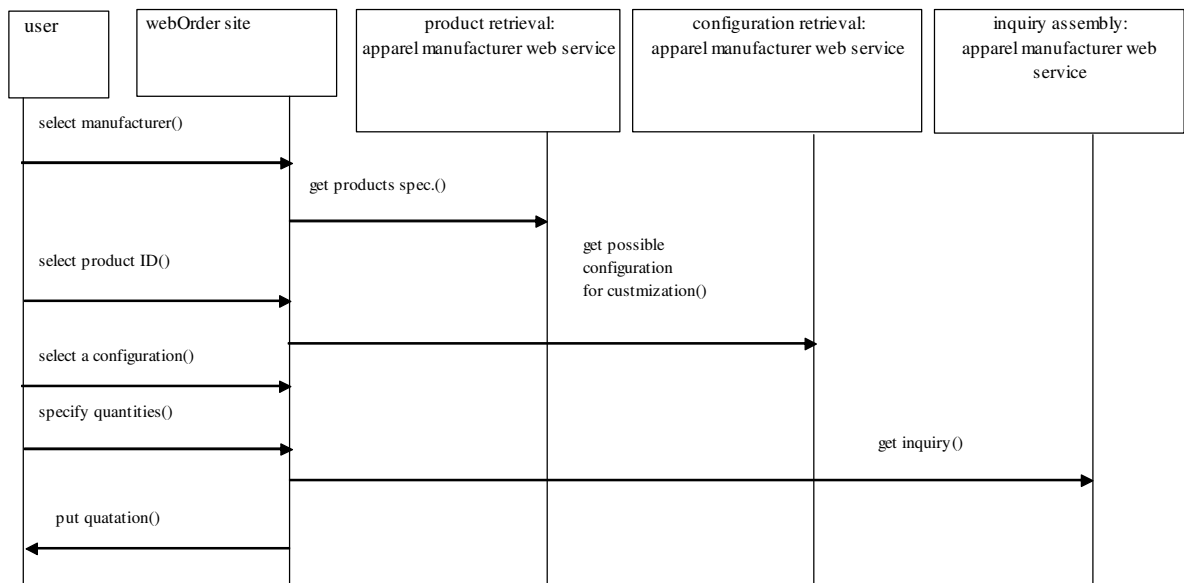 user
webOrder site
product retrieval:
apparel manufacturer web service
configuration retrieval:
apparel manufacturer web service
inquiry assembly:
apparel manufacturer web
service
select manufacturer()
get products spec.()
select product ID()
get possible
configuration
for custmization()
select a configuration()
specify quantities()
get inquiry()
put quatation()